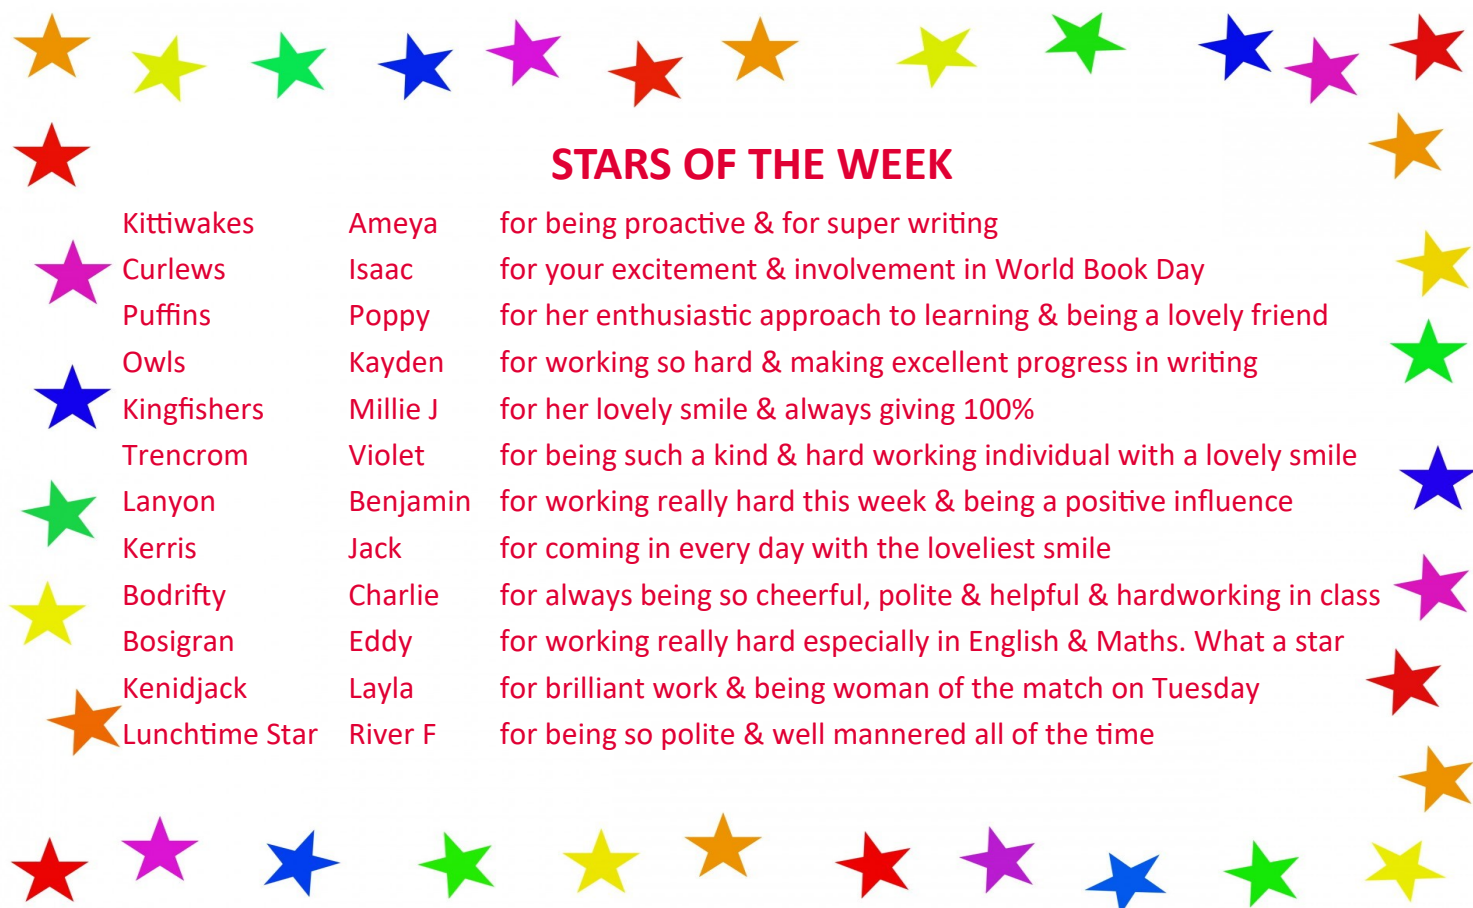 STARS OF THE WEEK
Kittiwakes Ameya for being proactive & for super writing
Curlews Isaac for your excitement & involvement in World Book Day
Puffins Poppy for her enthusiastic approach to learning & being a lovely friend
Owls Kayden for working so hard & making excellent progress in writing
Kingfishers Millie J for her lovely smile & always giving 100%
Trencrom Violet for being such a kind & hard working individual with a lovely smile
Lanyon Benjamin for working really hard this week & being a positive influence
Kerris Jack for coming in every day with the loveliest smile
Bodrifty Charlie for always being so cheerful, polite & helpful & hardworking in class
Bosigran Eddy for working really hard especially in English & Maths. What a star
Kenidjack Layla for brilliant work & being woman of the match on Tuesday
Lunchtime Star River F for being so polite & well mannered all of the time